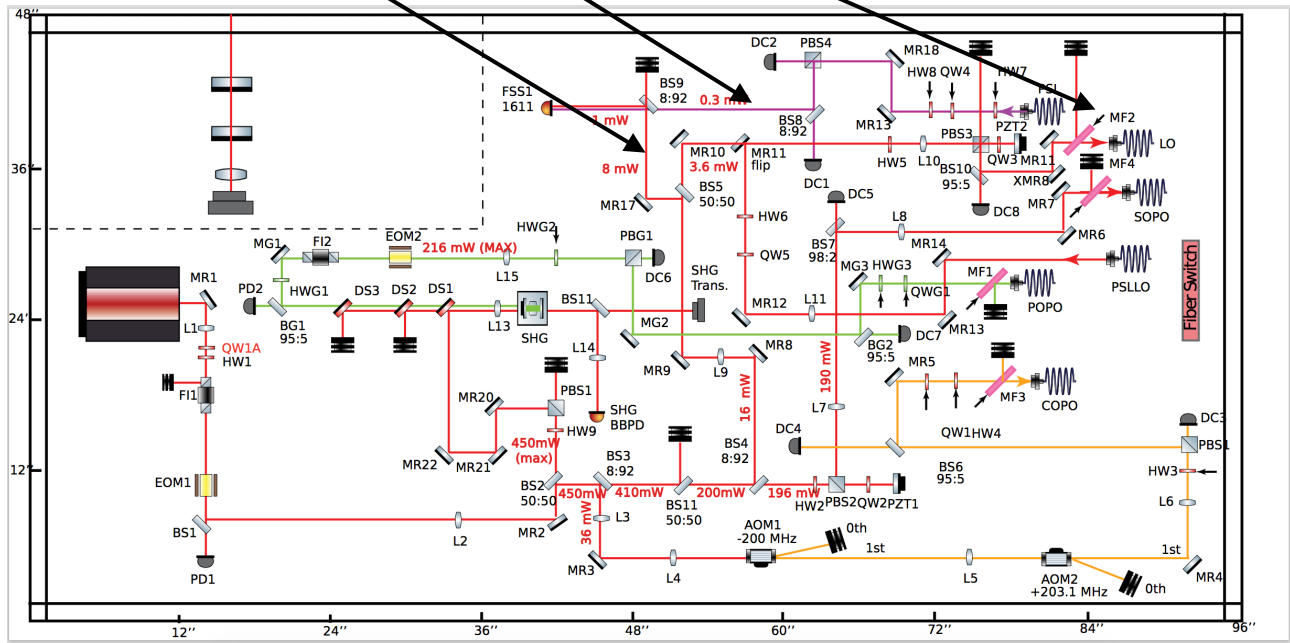 48’’
36’’
24’’
12’’
12’’
24’’
36’’
48’’
60’’
72’’
84’’
96’’
DC2
PBS4
MR18
HW8
QW4
HW7
PSL
FSS1
1611
BS9
8:92
0.3 mW
1 mW
BS8
8:92
MR13
PBS3
PZT2
MF2
LO
MR10
3.6 mW
MR11
flip
HW5
L10
QW3
MR11
MF4
8 mW
DC1
BS10
95:5
XMR8
BS5
50:50
DC5
MR17
DC8
MR7
SOPO
HW6
L8
MR6
BS7
98:2
HWG2
MG1
FI2
EOM2
216 mW (MAX)
PBG1
L15
DC6
QW5
MR14
MG3
HWG3
MF1
PSLLO
SHG
Trans.
QWG1
POPO
Fiber Switch
MR1
PD2
HWG1
DS3
DS2
DS1
BS11
BG1
95:5
L13
SHG
MG2
MR12
L11
MR13
BG2
95:5
DC7
L1
QW1A
HW1
FI1
L14
MR9
L9
MR8
MR5
190 mW
PBS1
16 mW
L7
MF3
COPO
MR20
SHG
BBPD
HW9
450mW
(max)
MR22
MR21
DC4
QW1
HW4
DC3
PBS1
BS4
8:92
BS3
8:92
BS6
95:5
HW3
EOM1
BS2
50:50
450mW
410mW
200mW
196 mW
HW2
PBS2
QW2
PZT1
L6
BS11
50:50
36 mW
L3
BS1
L2
MR2
AOM1
-200 MHz
0th
1st
1st
MR3
L4
L5
AOM2
+203.1 MHz
0th
MR4
PD1